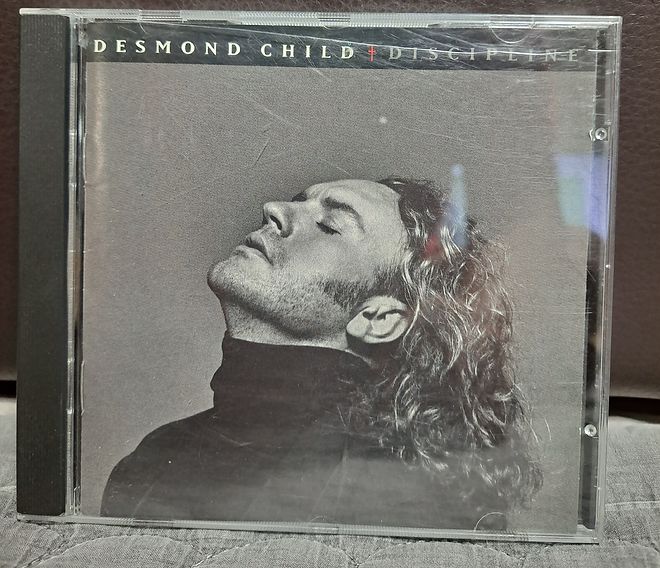 DESMOND CHILD † DISCIPLINE